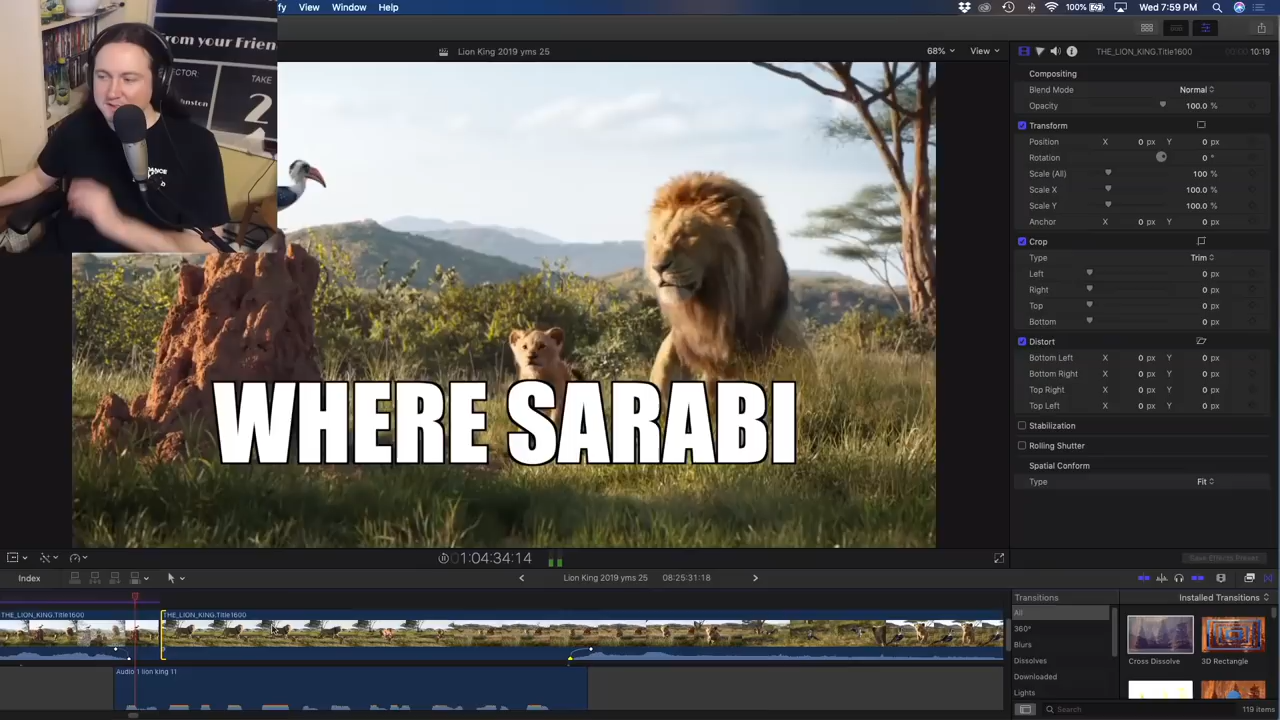 fy View Window Help
100% Wed 7:59 PM
From your Frien
CTOR
TAKE
nston
2
Lion King 2019 yms 25
68% View
THE_LION_KING.Title1600 10:19
Compositing
Blend Mode Normal
Opacity 100.0 %
Transform
Position X 0 px Y 0 px
Rotation 0 °
Scale (All) 100 %
Scale X 100.0 %
Scale Y 100.0 %
Anchor X 0 px Y 0 px
Crop
Type Trim
Left 0 px
Right 0 px
Top 0 px
Bottom 0 px
Distort
Bottom Left X 0 px Y 0 px
Bottom Right X 0 px Y 0 px
Top Right X 0 px Y 0 px
Top Left X 0 px Y 0 px
Stabilization
Rolling Shutter
Spatial Conform
Type Fit
Save Effects Preset
WHERE SARABI
1:04:34:14
Index
Lion King 2019 yms 25 08:25:31:18
THE_LION_KING.Title1600
THE_LION_KING.Title1600
Audio 1 lion king 11
Transitions Installed Transitions
All
360°
Blurs
Dissolves
Downloaded
Lights
Cross Dissolve
3D Rectangle
Search
119 items